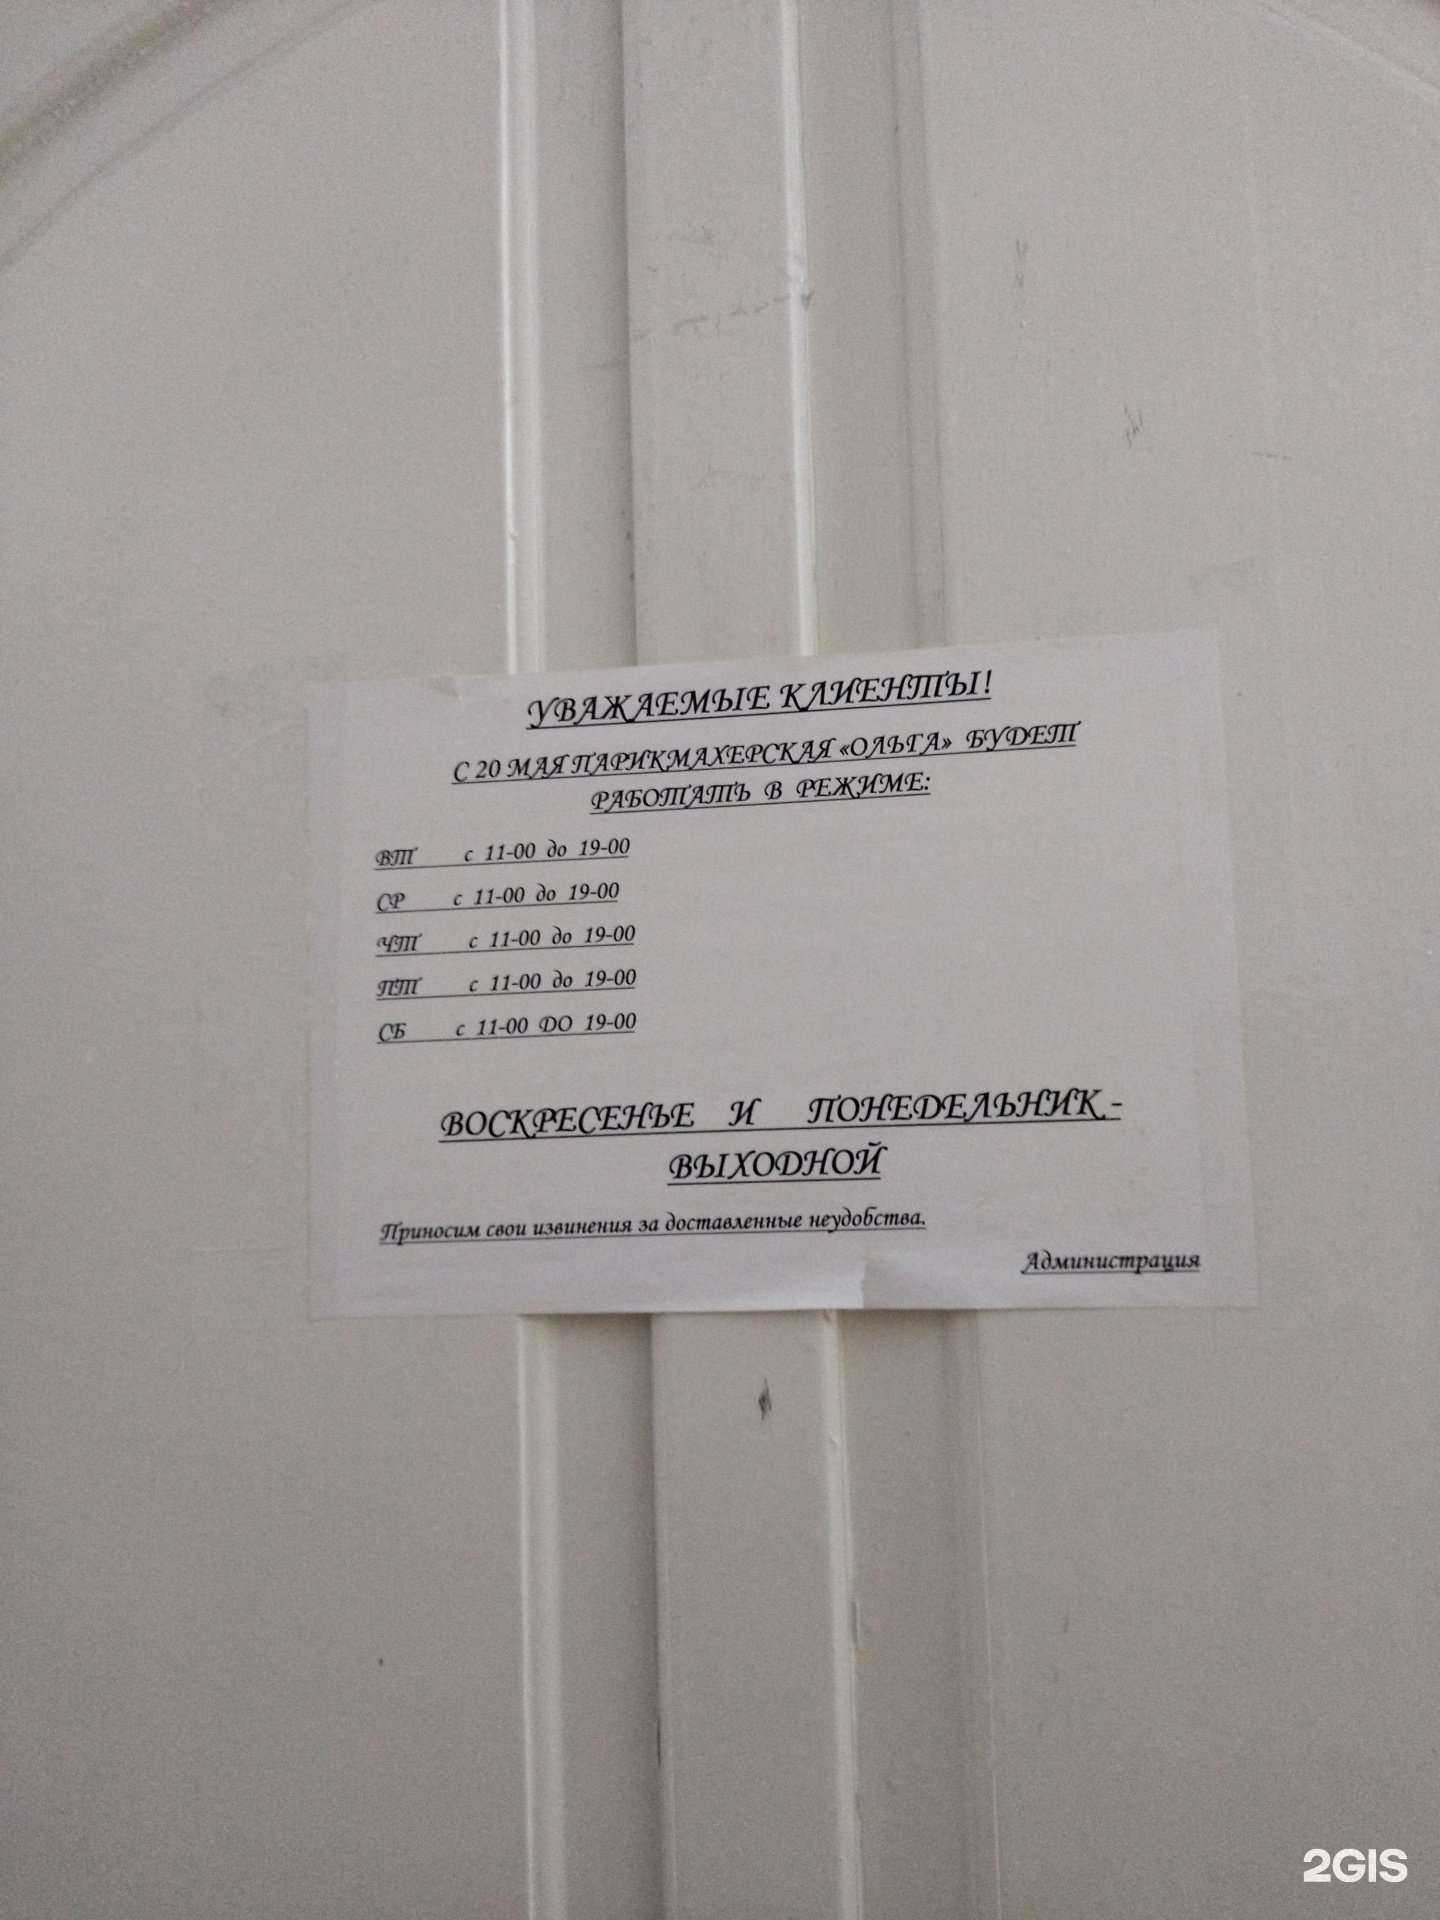 УВАЖАЕМЫЕ КЛИЕНТЫ!
С 20 МАЯ ПАРИКМАХЕРСКАЯ «ОЛЬГА» БУДЕТ
РАБОТАТЬ В РЕЖИМЕ:
ВТ с 11-00 до 19-00
СР с 11-00 до 19-00
ЧТ с 11-00 до 19-00
ПТ с 11-00 до 19-00
СБ с 11-00 ДО 19-00
ВОСКРЕСЕНЬЕ И ПОНЕДЕЛЬНИК -
ВЫХОДНОЙ
Приносим свои извинения за доставленные неудобства.
Администрация
2GIS